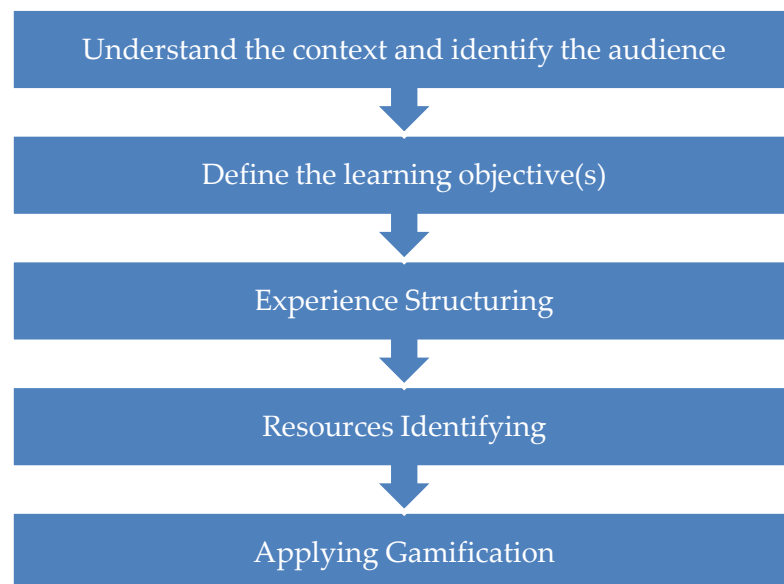 Understand the context and identify the audience
Define the learning objective(s)
Experience Structuring
Resources Identifying
Applying Gamification